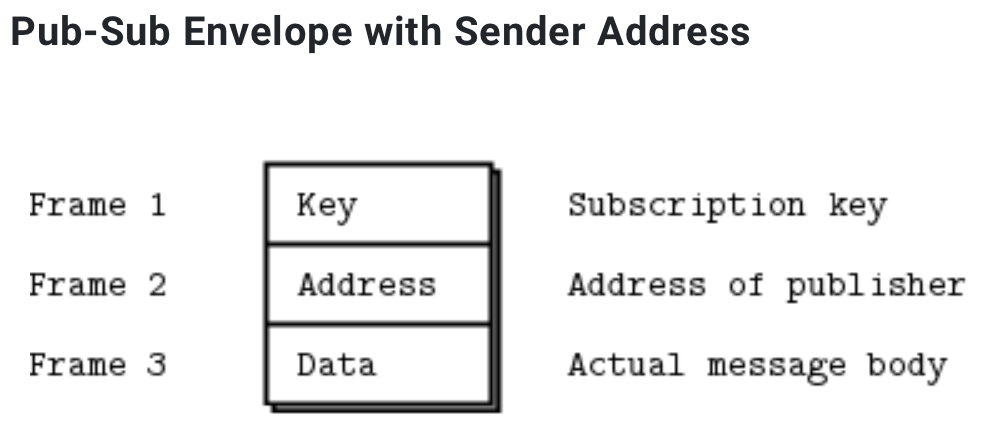 Pub-Sub Envelope with Sender Address
Frame 1 Key Subscription key
Frame 2 Address Address of publisher
Frame 3 Data Actual message body